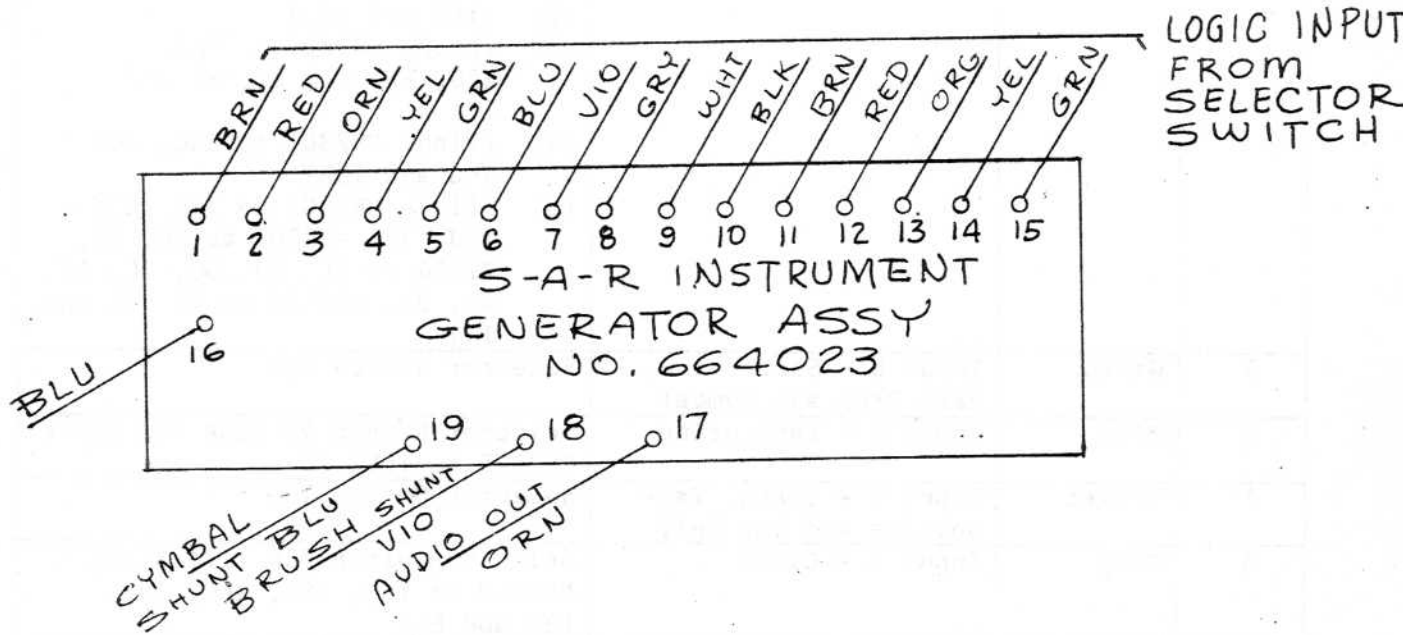 LOGIC INPUT
FROM
SELECTOR
SWITCH
BRN
RED
ORN
YEL
GRN
BLU
VIO
GRY
WHT
BLK
BRN
RED
ORG
YEL
GRN
1 2 3 4 5 6 7 8 9 10 11 12 13 14 15
S-A-R INSTRUMENT
GENERATOR ASSY
NO. 664023
16
BLU
19
18
17
CYMBAL
SHUNT BLU
BRUSH SHUNT
VIO
AUDIO OUT
ORN